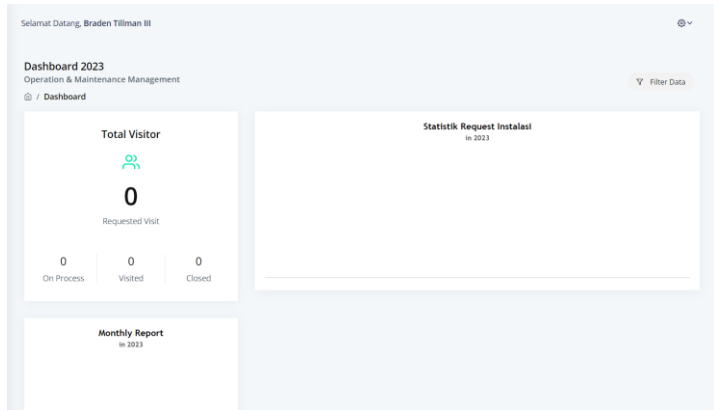 Selamat Datang, Braden Tillman III
Dashboard 2023
Operation & Maintenance Management
/ Dashboard
Filter Data
Total Visitor
0
Requested Visit
0 0 0
On Process Visited Closed
Statistik Request Instalasi
in 2023
Monthly Report
in 2023